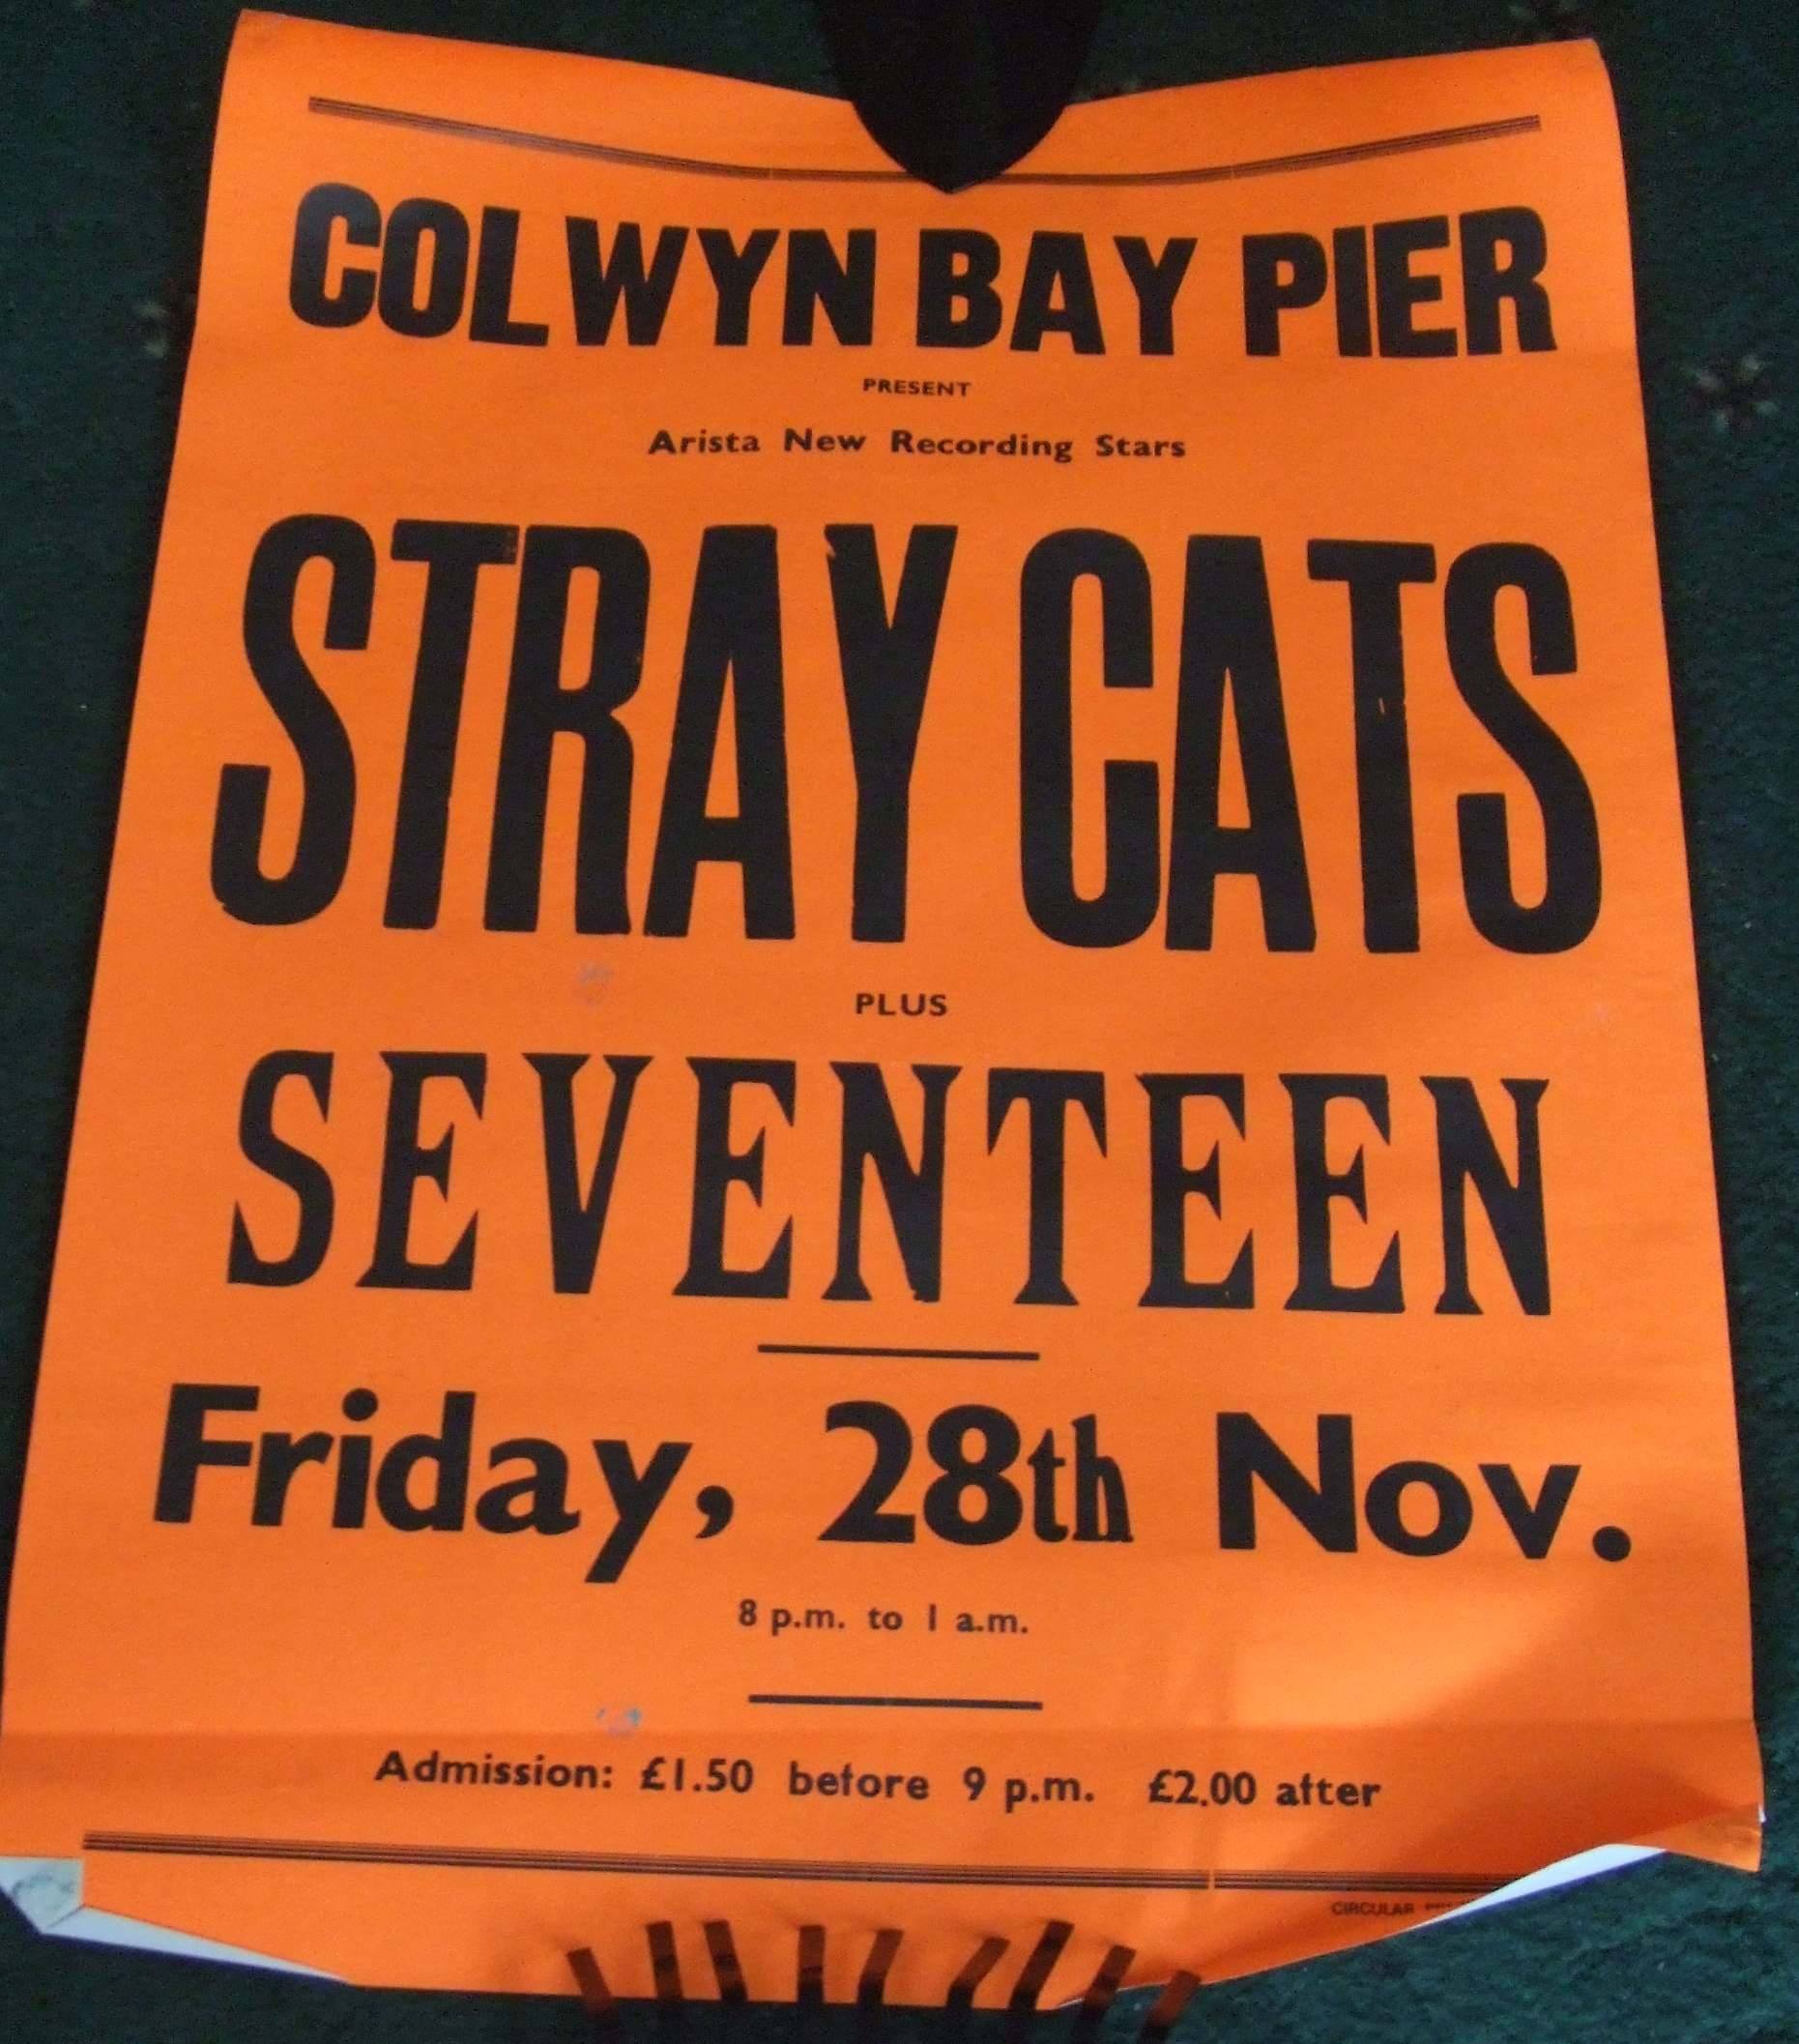 COLWYN BAY PIER
PRESENT
Arista New Recording Stars
STRAY CATS
PLUS
SEVENTEEN
Friday, 28th Nov.
8 p.m. to 1 a.m.
Admission: £1.50 before 9 p.m. £2.00 after
CIRCULAR